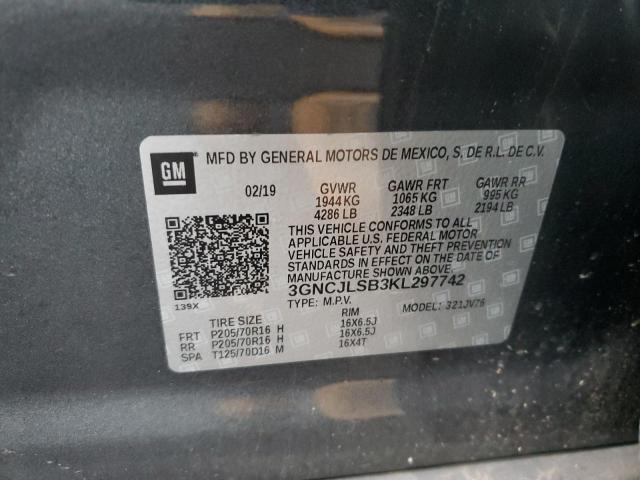 GM MFD BY GENERAL MOTORS DE MEXICO, S. DE R.L. DE C.V.
02/19 GVWR GAWR FRT GAWR RR
1944 KG 1065 KG 995 KG
4286 LB 2348 LB 2194 LB
THIS VEHICLE CONFORMS TO ALL
APPLICABLE U.S. FEDERAL MOTOR
VEHICLE SAFETY AND THEFT PREVENTION
STANDARDS IN EFFECT ON THE DATE OF
MANUFACTURE SHOWN ABOVE.
3GNCJLSB3KL297742
139X
TYPE: M.P.V. MODEL: 321JV76
TIRE SIZE RIM
FRT P205/70R16 H 16X6.5J
RR P205/70R16 H 16X6.5J
SPA T125/70D16 M 16X4T